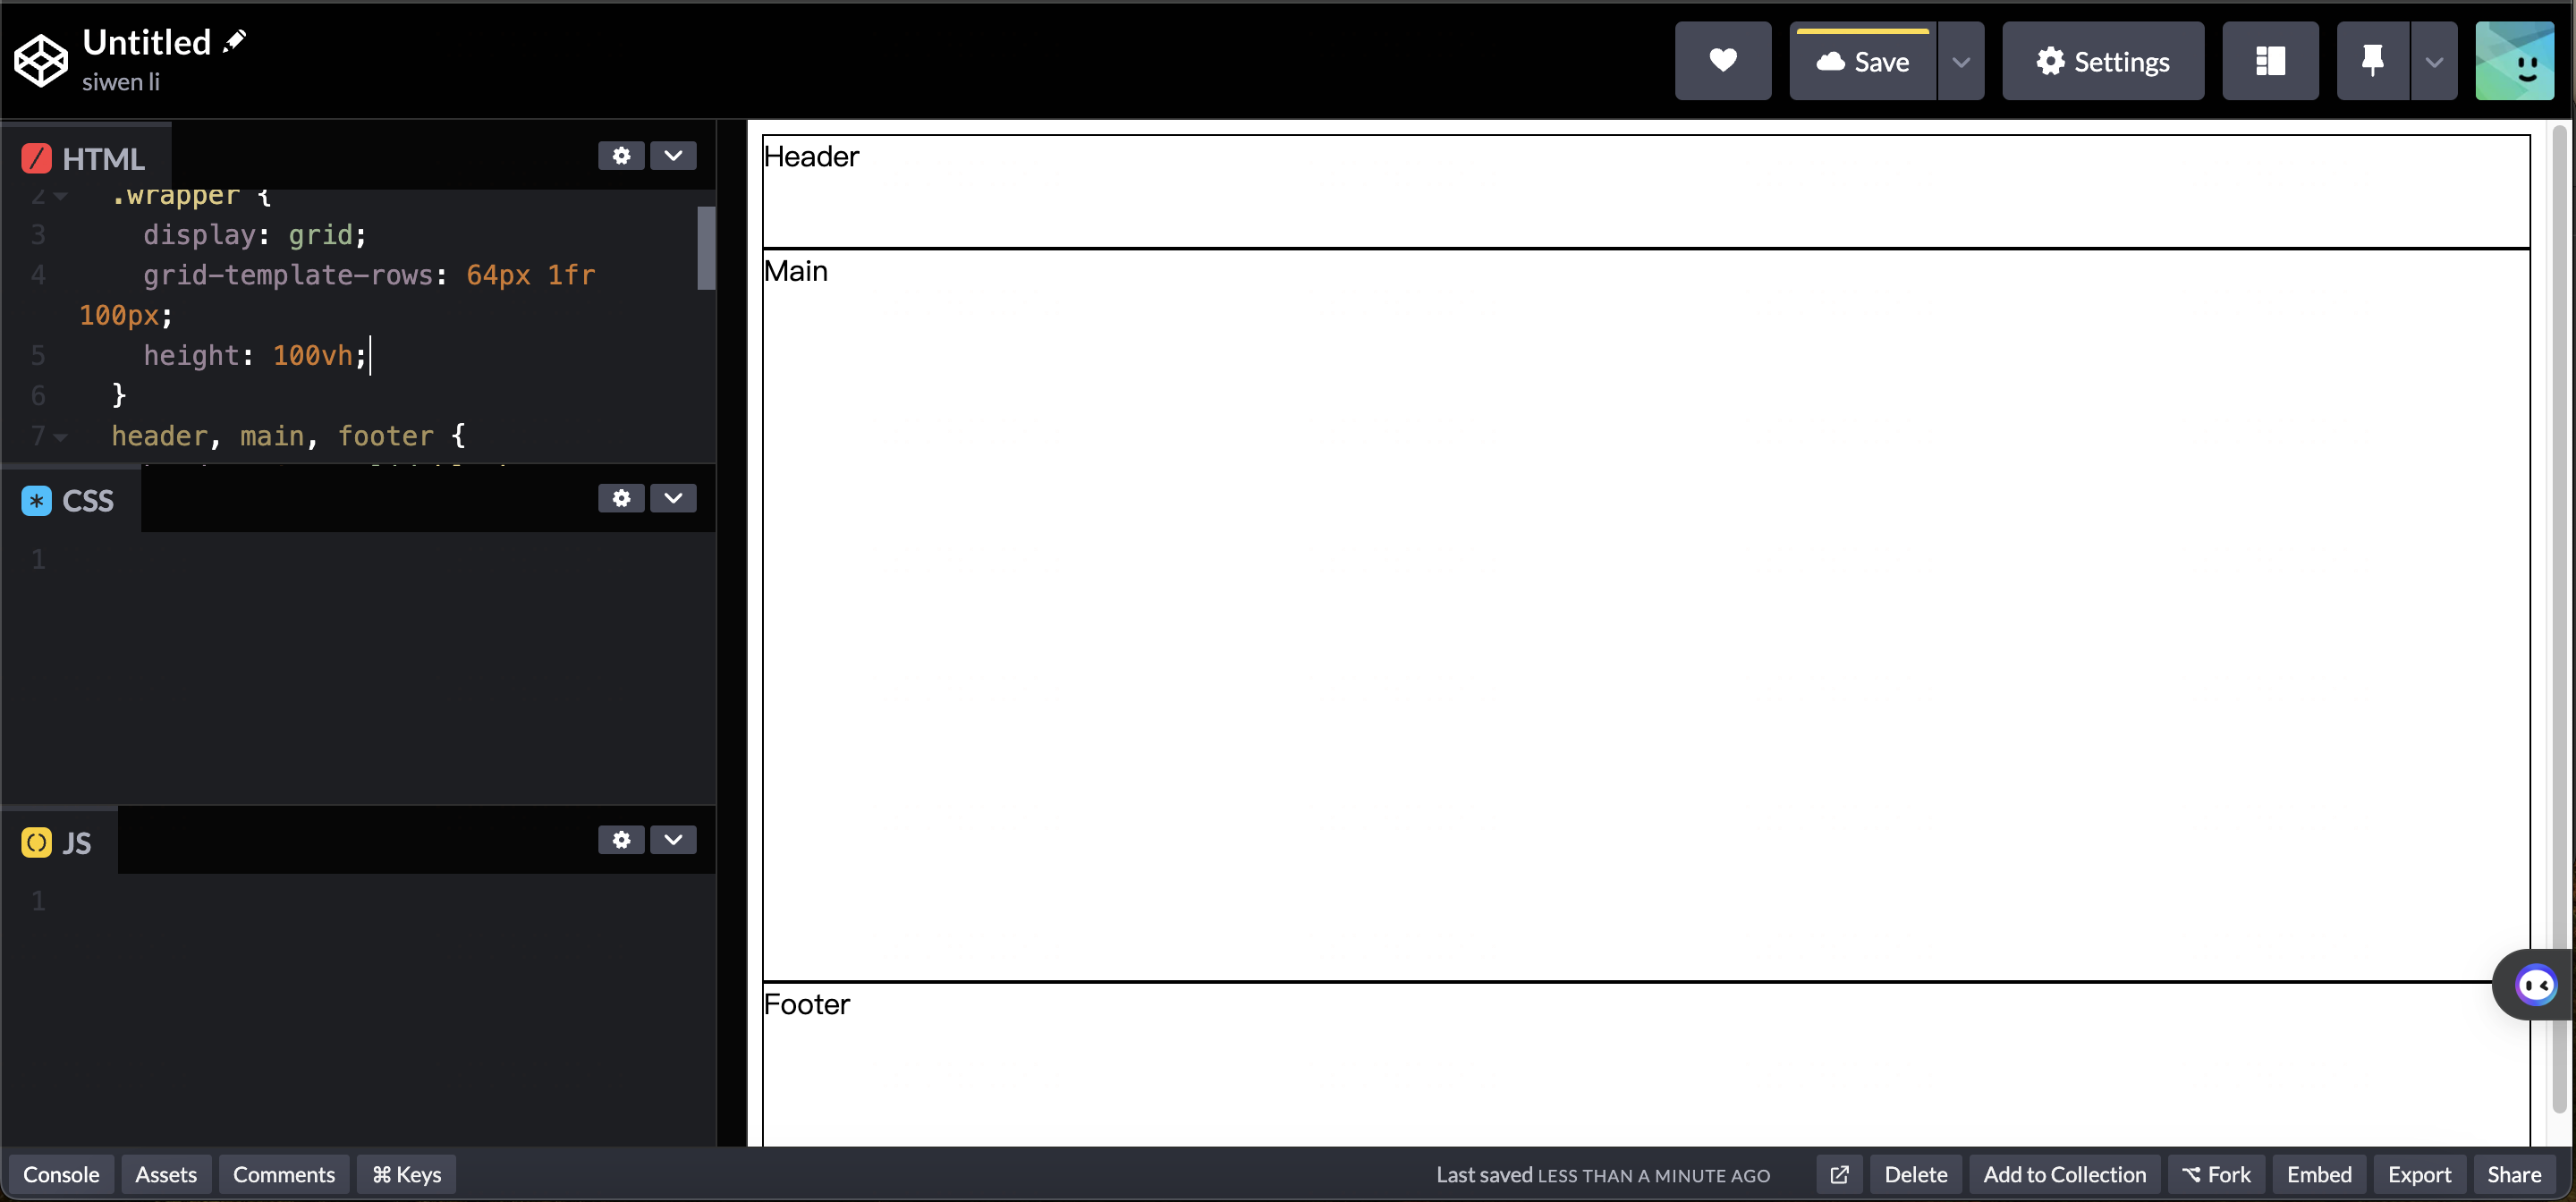 Untitled
siwen li
Save
Settings
HTML
2 .wrapper {
3 display: grid;
4 grid-template-rows: 64px 1fr
100px;
5 height: 100vh;
6 }
7 header, main, footer {
CSS
1
JS
1
Header
Main
Footer
Console Assets Comments ⌘ Keys
Last saved LESS THAN A MINUTE AGO
Delete Add to Collection Fork Embed Export Share